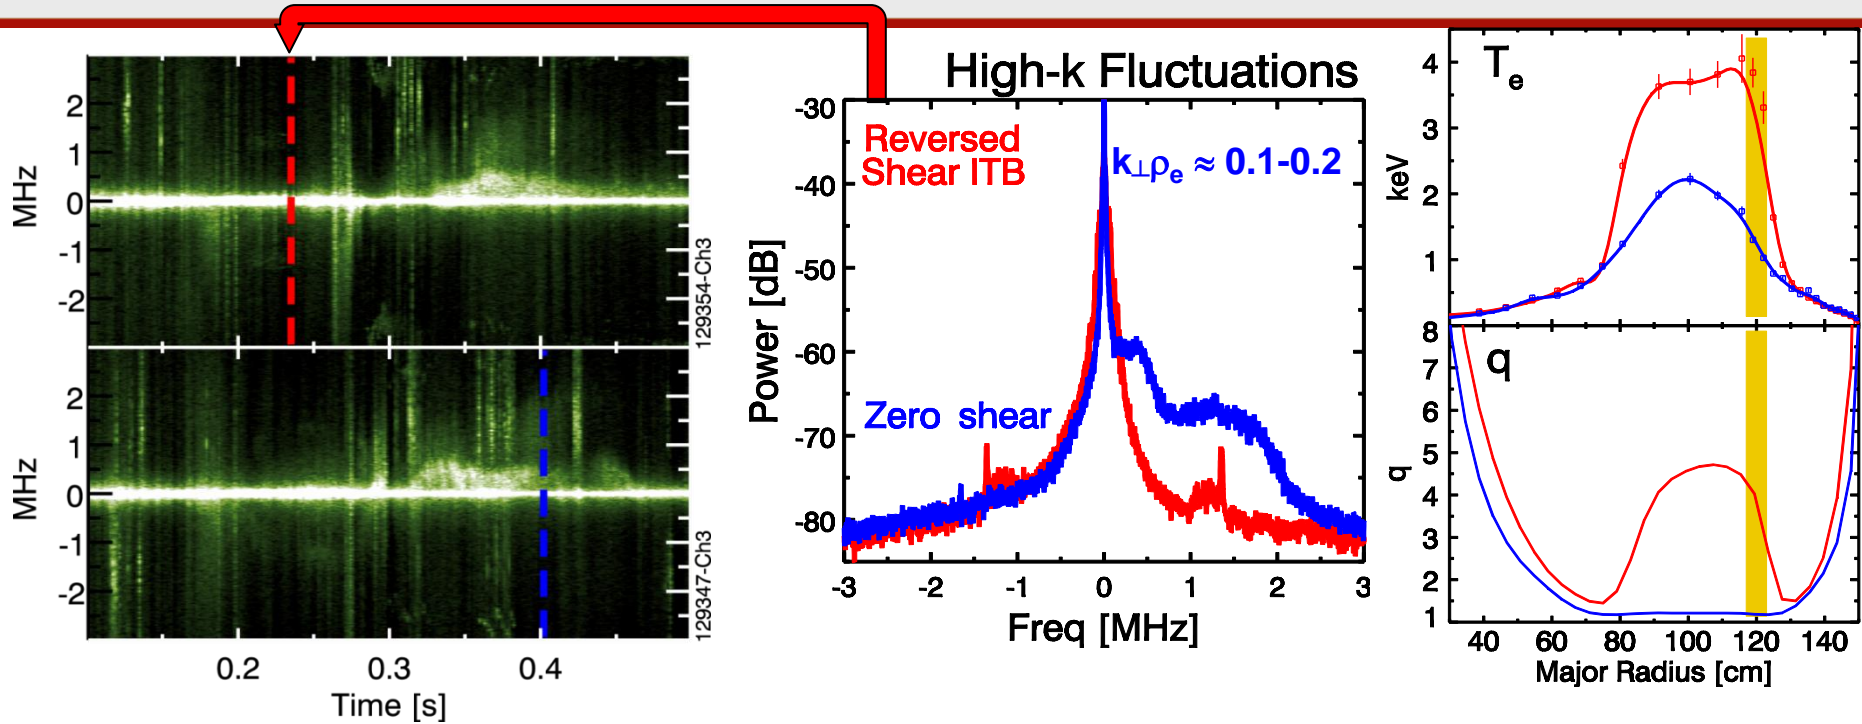 2
1
0
-1
-2
MHz
129354-Ch3
2
1
0
-1
-2
MHz
129347-Ch3
0.2
0.3
0.4
Time [s]
High-k Fluctuations
-30
-40
-50
-60
-70
-80
Power [dB]
Reversed
Shear ITB
k⊥ρe ≈ 0.1-0.2
Zero shear
-3
-2
-1
0
1
2
3
Freq [MHz]
Te
4
3
2
1
keV
q
8
7
6
5
4
3
2
1
q
40
60
80
100
120
140
Major Radius [cm]